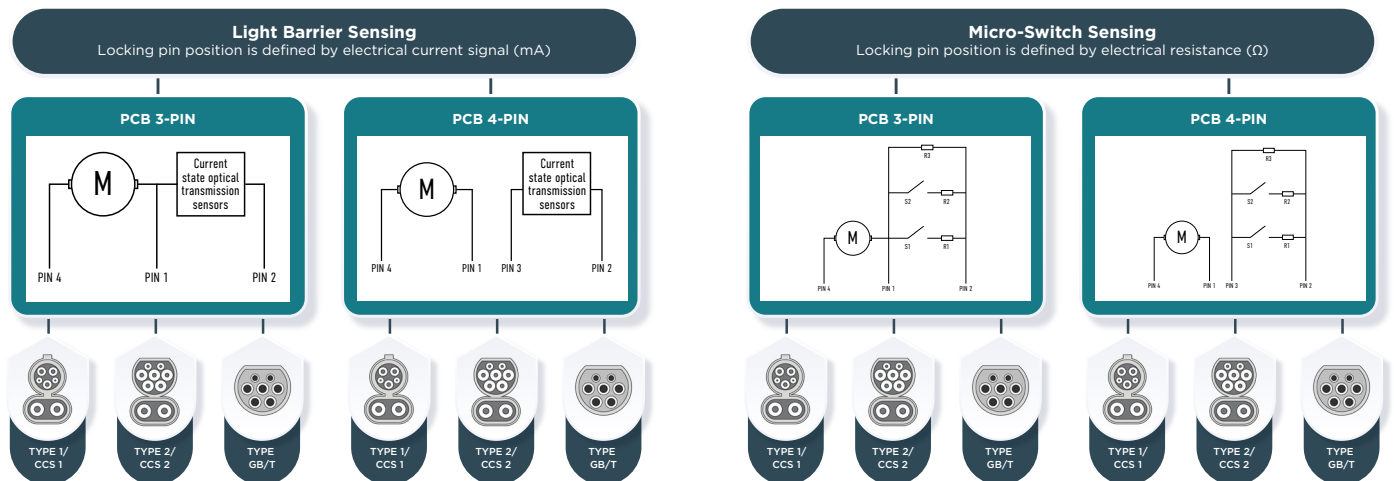 Light Barrier Sensing
Locking pin position is defined by electrical current signal (mA)
PCB 3-PIN
M
Current
state optical
transmission
sensors
PIN 4
PIN 1
PIN 2
TYPE 1/
CCS 1
TYPE 2/
CCS 2
TYPE
GB/T
PCB 4-PIN
M
Current
state optical
transmission
sensors
PIN 4
PIN 1
PIN 3
PIN 2
TYPE 1/
CCS 1
TYPE 2/
CCS 2
TYPE
GB/T
Micro-Switch Sensing
Locking pin position is defined by electrical resistance (Ω)
PCB 3-PIN
R3
S2
R2
M
S1
R1
PIN 4
PIN 1
PIN 2
TYPE 1/
CCS 1
TYPE 2/
CCS 2
TYPE
GB/T
PCB 4-PIN
R3
S2
R2
M
S1
R1
PIN 4
PIN 1
PIN 3
PIN 2
TYPE 1/
CCS 1
TYPE 2/
CCS 2
TYPE
GB/T